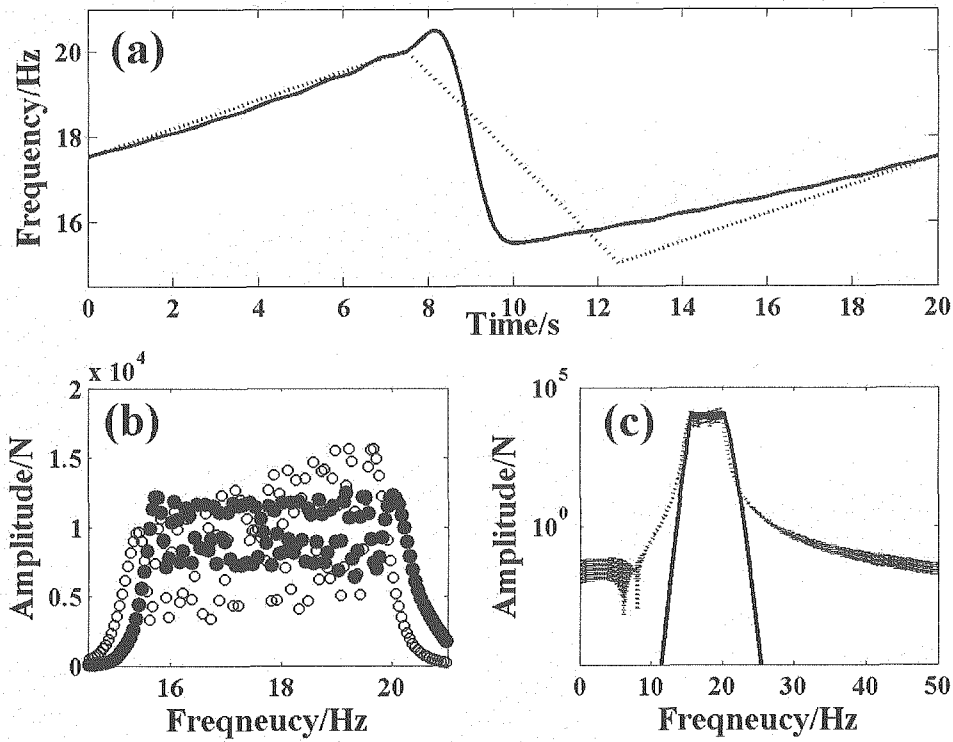 (a)
Frequency/Hz
20
18
16
0 2 4 6 8 10 12 14 16 18 20
Time/s
x 10^4
(b)
Amplitude/N
2
1.5
1
0.5
0
16 18 20
Freqneucy/Hz
(c)
Amplitude/N
10^5
10^0
0 10 20 30 40 50
Freqneucy/Hz